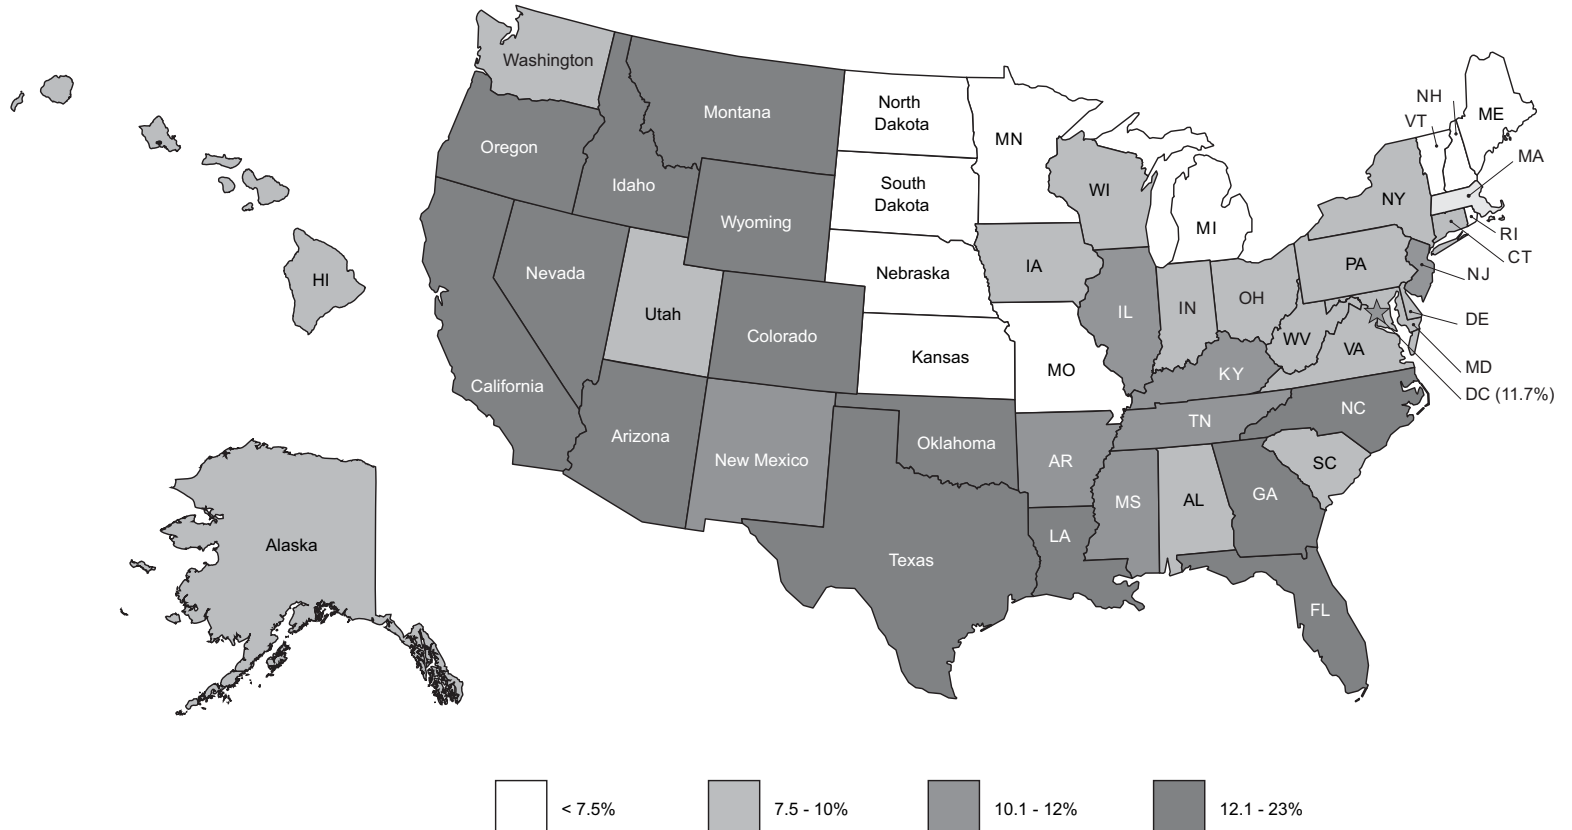 Washington
Montana
North
Dakota
MN
NH
VT
ME
MA
Oregon
Idaho
South
Dakota
WI
NY
Wyoming
MI
RI
CT
HI
Nevada
Nebraska
IA
PA
NJ
Utah
IL
IN
OH
DE
Colorado
WV
VA
Kansas
MO
KY
MD
California
DC (11.7%)
NC
TN
Arizona
Oklahoma
New Mexico
AR
SC
MS
AL
GA
LA
Alaska
Texas
FL
< 7.5%
7.5 - 10%
10.1 - 12%
12.1 - 23%